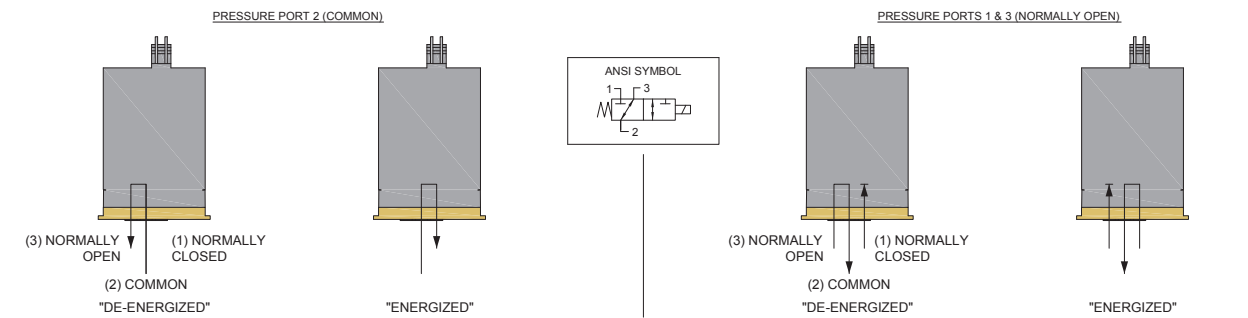 PRESSURE PORT 2 (COMMON)
PRESSURE PORTS 1 & 3 (NORMALLY OPEN)
ANSI SYMBOL
1
3
2
(3) NORMALLY
OPEN
(1) NORMALLY
CLOSED
(2) COMMON
"DE-ENERGIZED"
"ENERGIZED"
(3) NORMALLY
OPEN
(1) NORMALLY
CLOSED
(2) COMMON
"DE-ENERGIZED"
"ENERGIZED"